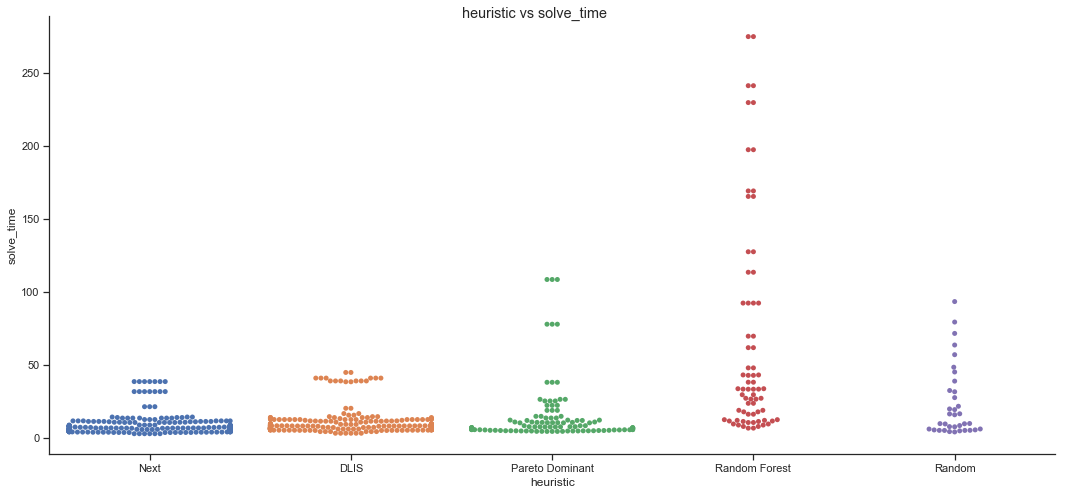 heuristic vs solve_time
250
200
150
100
50
0
solve_time
Next DLIS Pareto Dominant Random Forest Random
heuristic